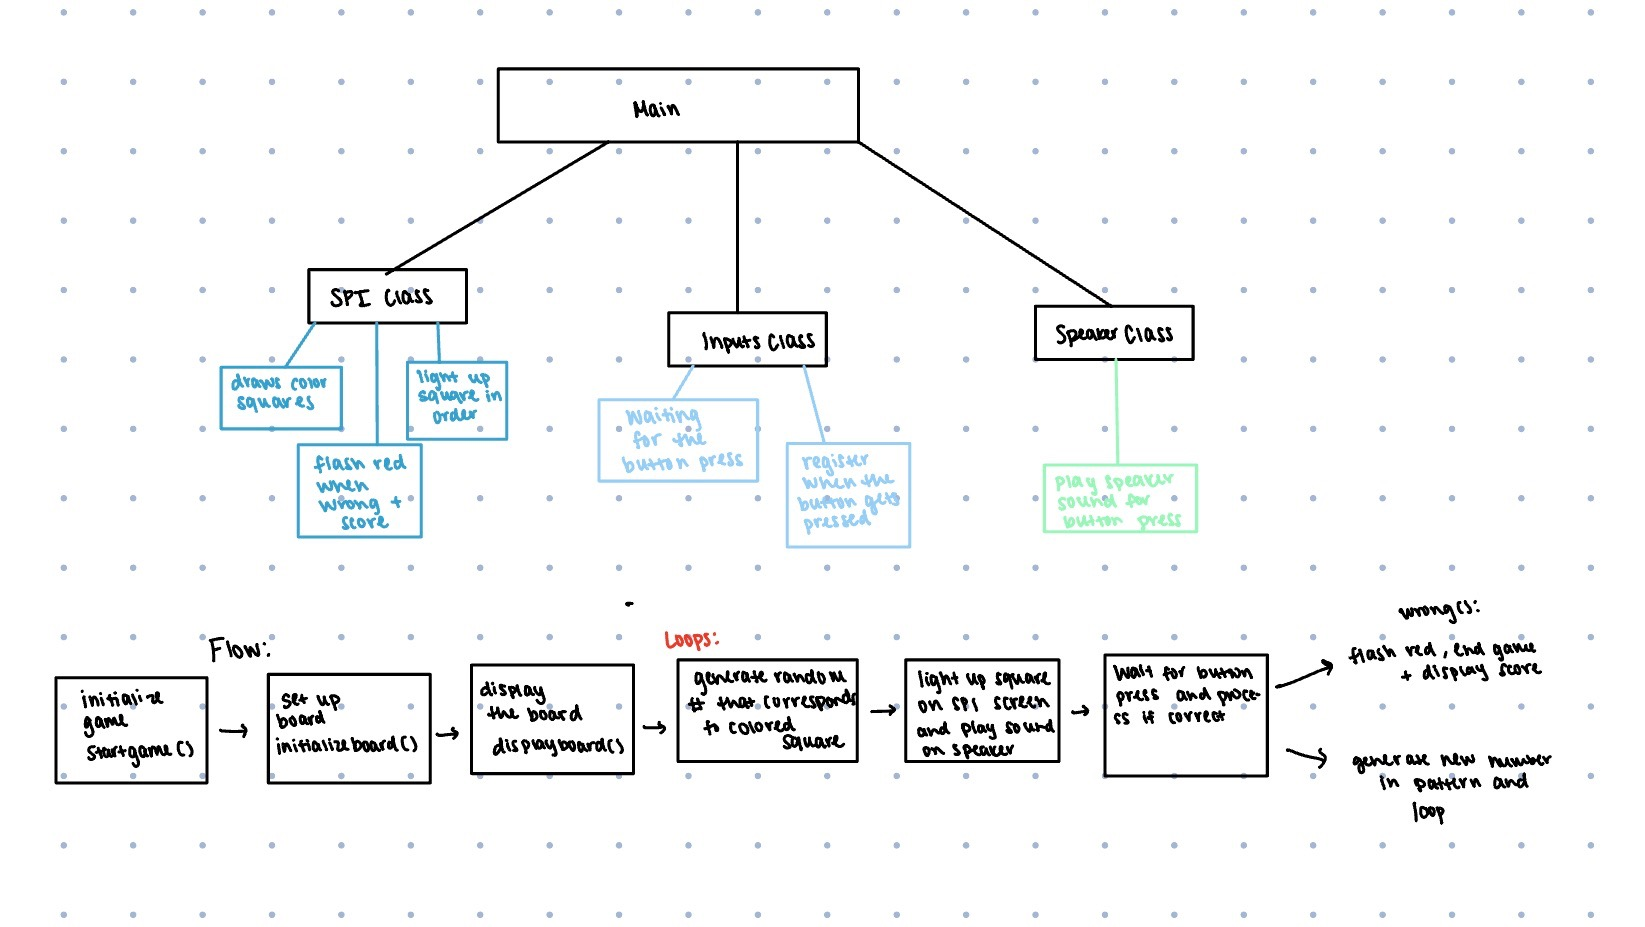 Main
SPI Class
Inputs Class
Speaker Class
draws color
squares
light up
square in
order
flash red
when
wrong +
score
Waiting
for the
button press
register
when the
button gets
pressed
play speaker
sound for
button press
Flow:
Loops:
initialize
game
startgame()
set up
board
initializeboard()
display
the board
displayboard()
generate random
# that corresponds
to colored
square
light up square
on SPI screen
and play sound
on speaker
Wait for button
press and proce-
ss if correct
wrong():
flash red, end game
+ display score
generate new number
in pattern and
loop